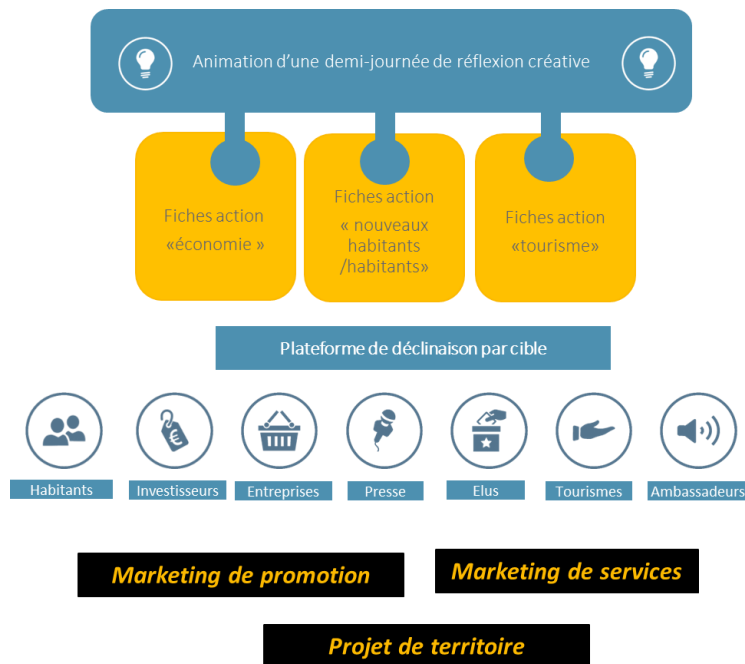 Animation d’une demi-journée de réflexion créative
Fiches action
«économie »
Fiches action
« nouveaux
habitants
/habitants»
Fiches action
«tourisme»
Plateforme de déclinaison par cible
Habitants
Investisseurs
Entreprises
Presse
Elus
Tourismes
Ambassadeurs
Marketing de promotion
Marketing de services
Projet de territoire